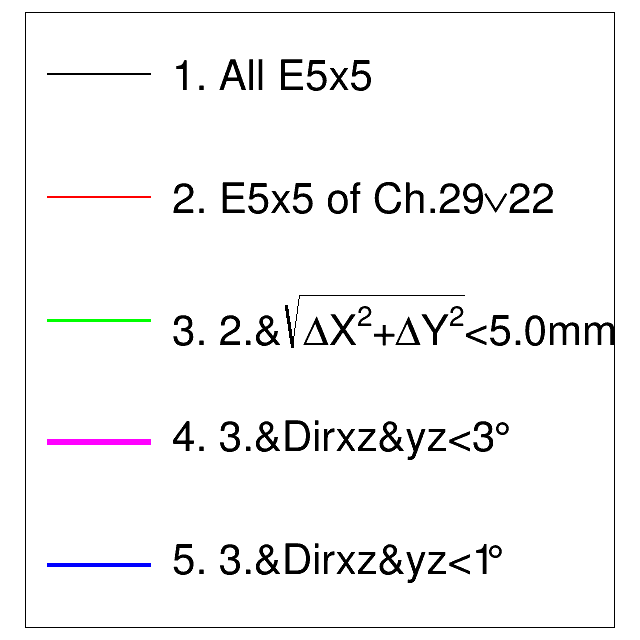 1. All E5x5
2. E5x5 of Ch.29∨22
3. 2.&√ΔX²+ΔY²<5.0mm
4. 3.&Dirxz&yz<3°
5. 3.&Dirxz&yz<1°